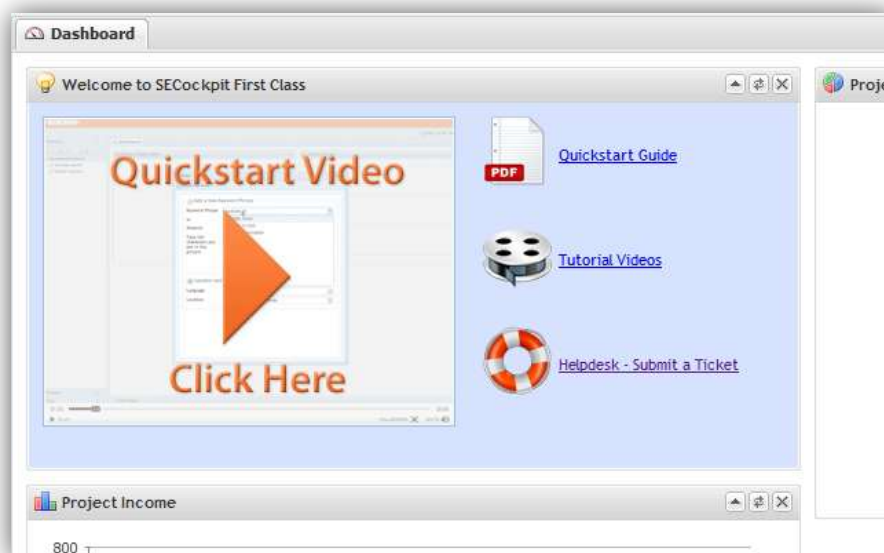 Dashboard
Welcome to SECockpit First Class
Proje
Quickstart Video
Click Here
PDF
Quickstart Guide
Tutorial Videos
Helpdesk - Submit a Ticket
Project Income
800